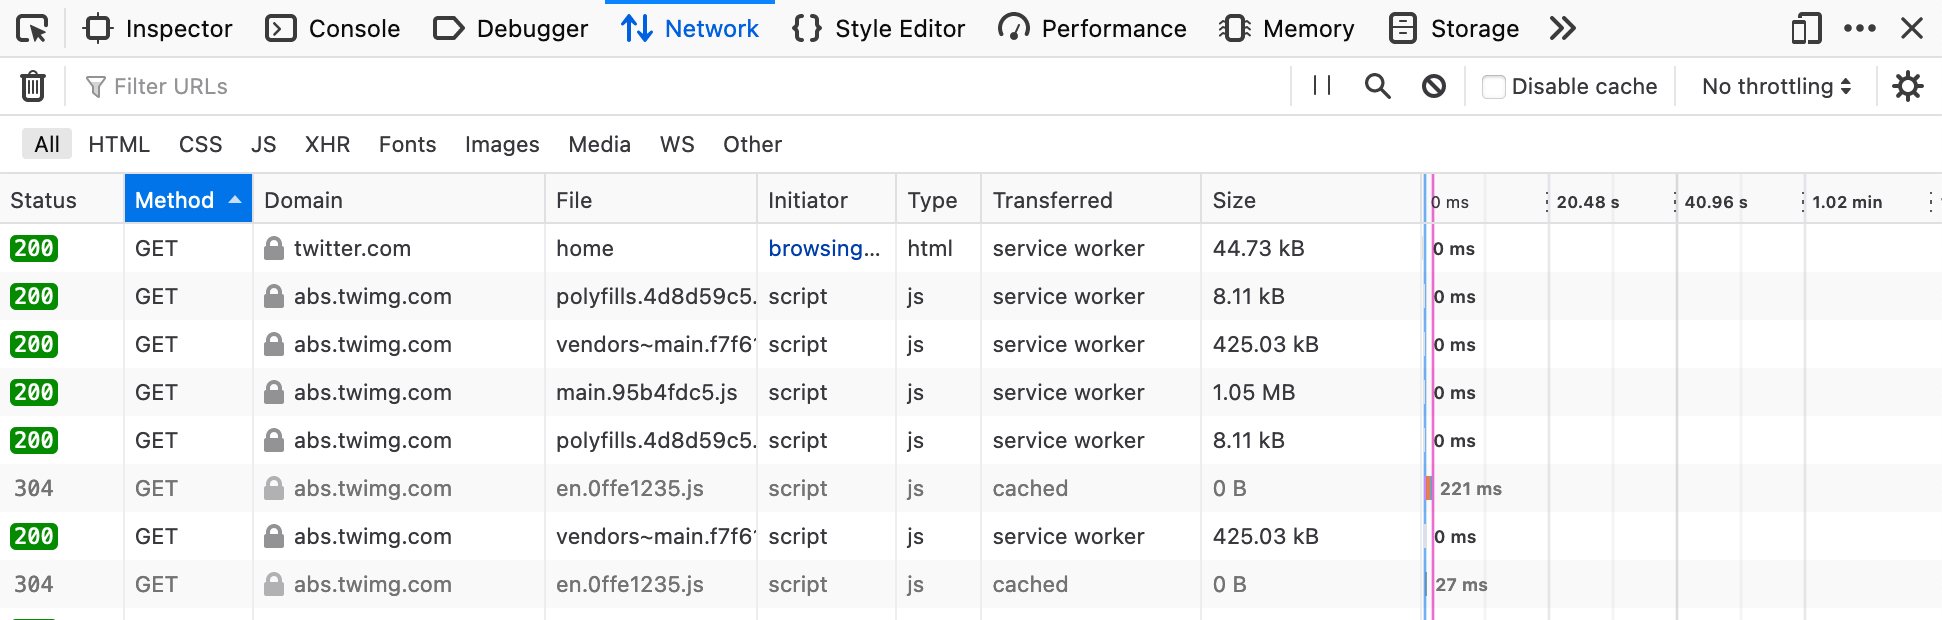 Inspector Console Debugger Network Style Editor Performance Memory Storage
Filter URLs Disable cache No throttling
All HTML CSS JS XHR Fonts Images Media WS Other
Status Method Domain File Initiator Type Transferred Size 0 ms 20.48 s 40.96 s 1.02 min
200 GET twitter.com home browsing... html service worker 44.73 kB 0 ms
200 GET abs.twimg.com polyfills.4d8d59c5. script js service worker 8.11 kB 0 ms
200 GET abs.twimg.com vendors~main.f7f6 script js service worker 425.03 kB 0 ms
200 GET abs.twimg.com main.95b4fdc5.js script js service worker 1.05 MB 0 ms
200 GET abs.twimg.com polyfills.4d8d59c5. script js service worker 8.11 kB 0 ms
304 GET abs.twimg.com en.0ffe1235.js script js cached 0 B 221 ms
200 GET abs.twimg.com vendors~main.f7f6 script js service worker 425.03 kB 0 ms
304 GET abs.twimg.com en.0ffe1235.js script js cached 0 B 27 ms